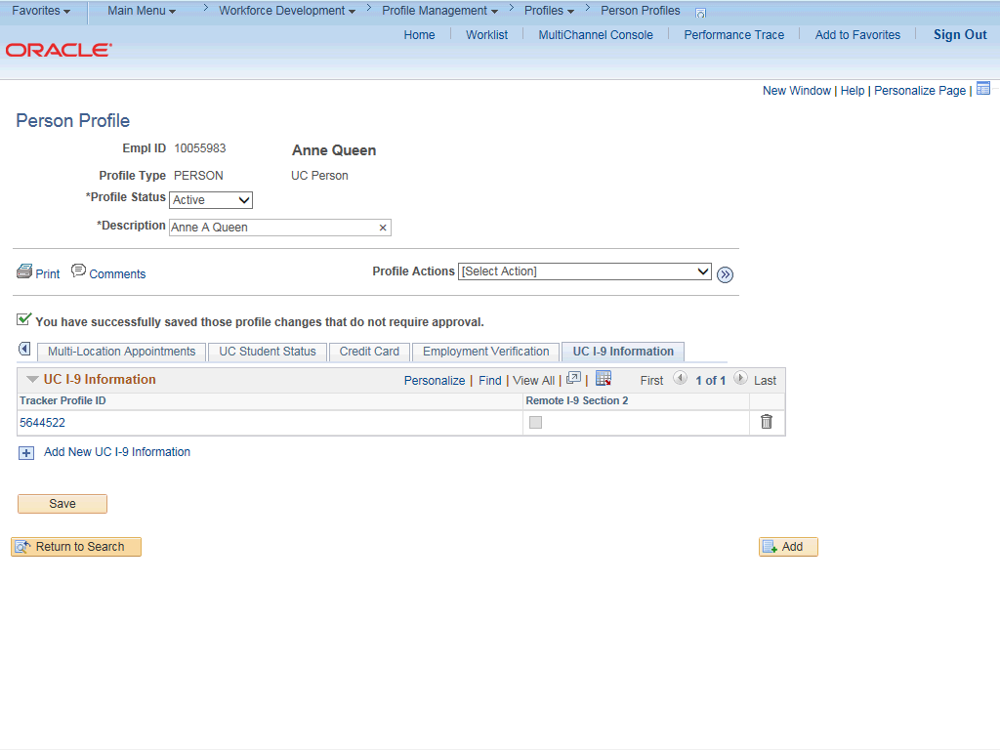 Favorites Main Menu > Workforce Development > Profile Management > Profiles > Person Profiles
ORACLE
Home Worklist MultiChannel Console Performance Trace Add to Favorites Sign Out
New Window | Help | Personalize Page |
Person Profile
Empl ID 10055983 Anne Queen
Profile Type PERSON UC Person
*Profile Status Active
*Description Anne A Queen ×
Print Comments Profile Actions [Select Action]
You have successfully saved those profile changes that do not require approval.
Multi-Location Appointments UC Student Status Credit Card Employment Verification UC I-9 Information
UC I-9 Information Personalize | Find | View All | | First 1 of 1 Last
Tracker Profile ID Remote I-9 Section 2
5644522
Add New UC I-9 Information
Save
Return to Search Add